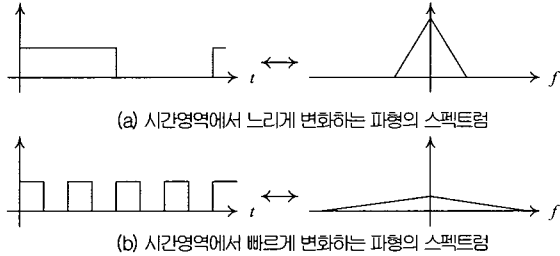 t
f
(a) 시간영역에서 느리게 변화하는 파형의 스펙트럼
t
f
(b) 시간영역에서 빠르게 변화하는 파형의 스펙트럼